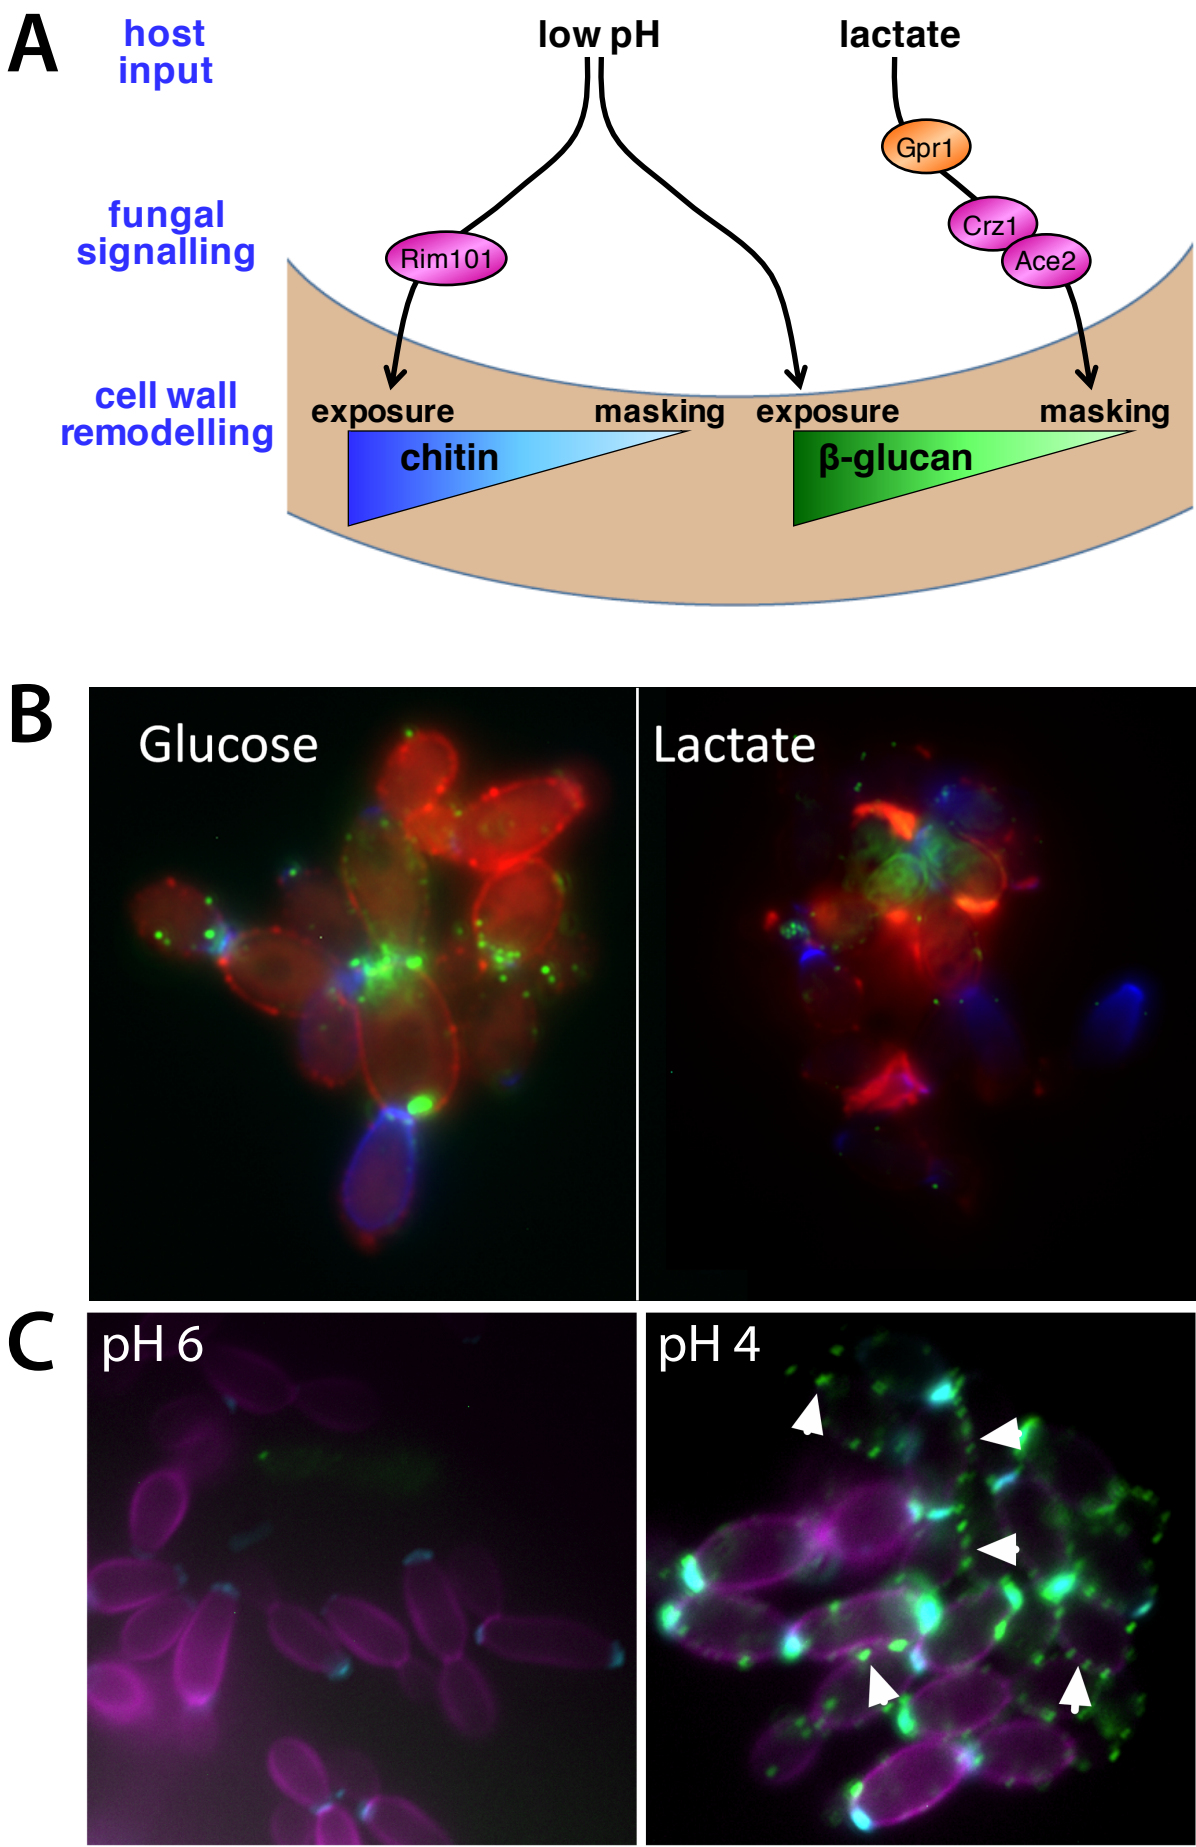 A
host
input
low pH
lactate
Gpr1
fungal
signalling
Rim101
Crz1
Ace2
cell wall
remodelling
exposure
masking
exposure
masking
chitin
β-glucan
B
Glucose
Lactate
C
pH 6
pH 4